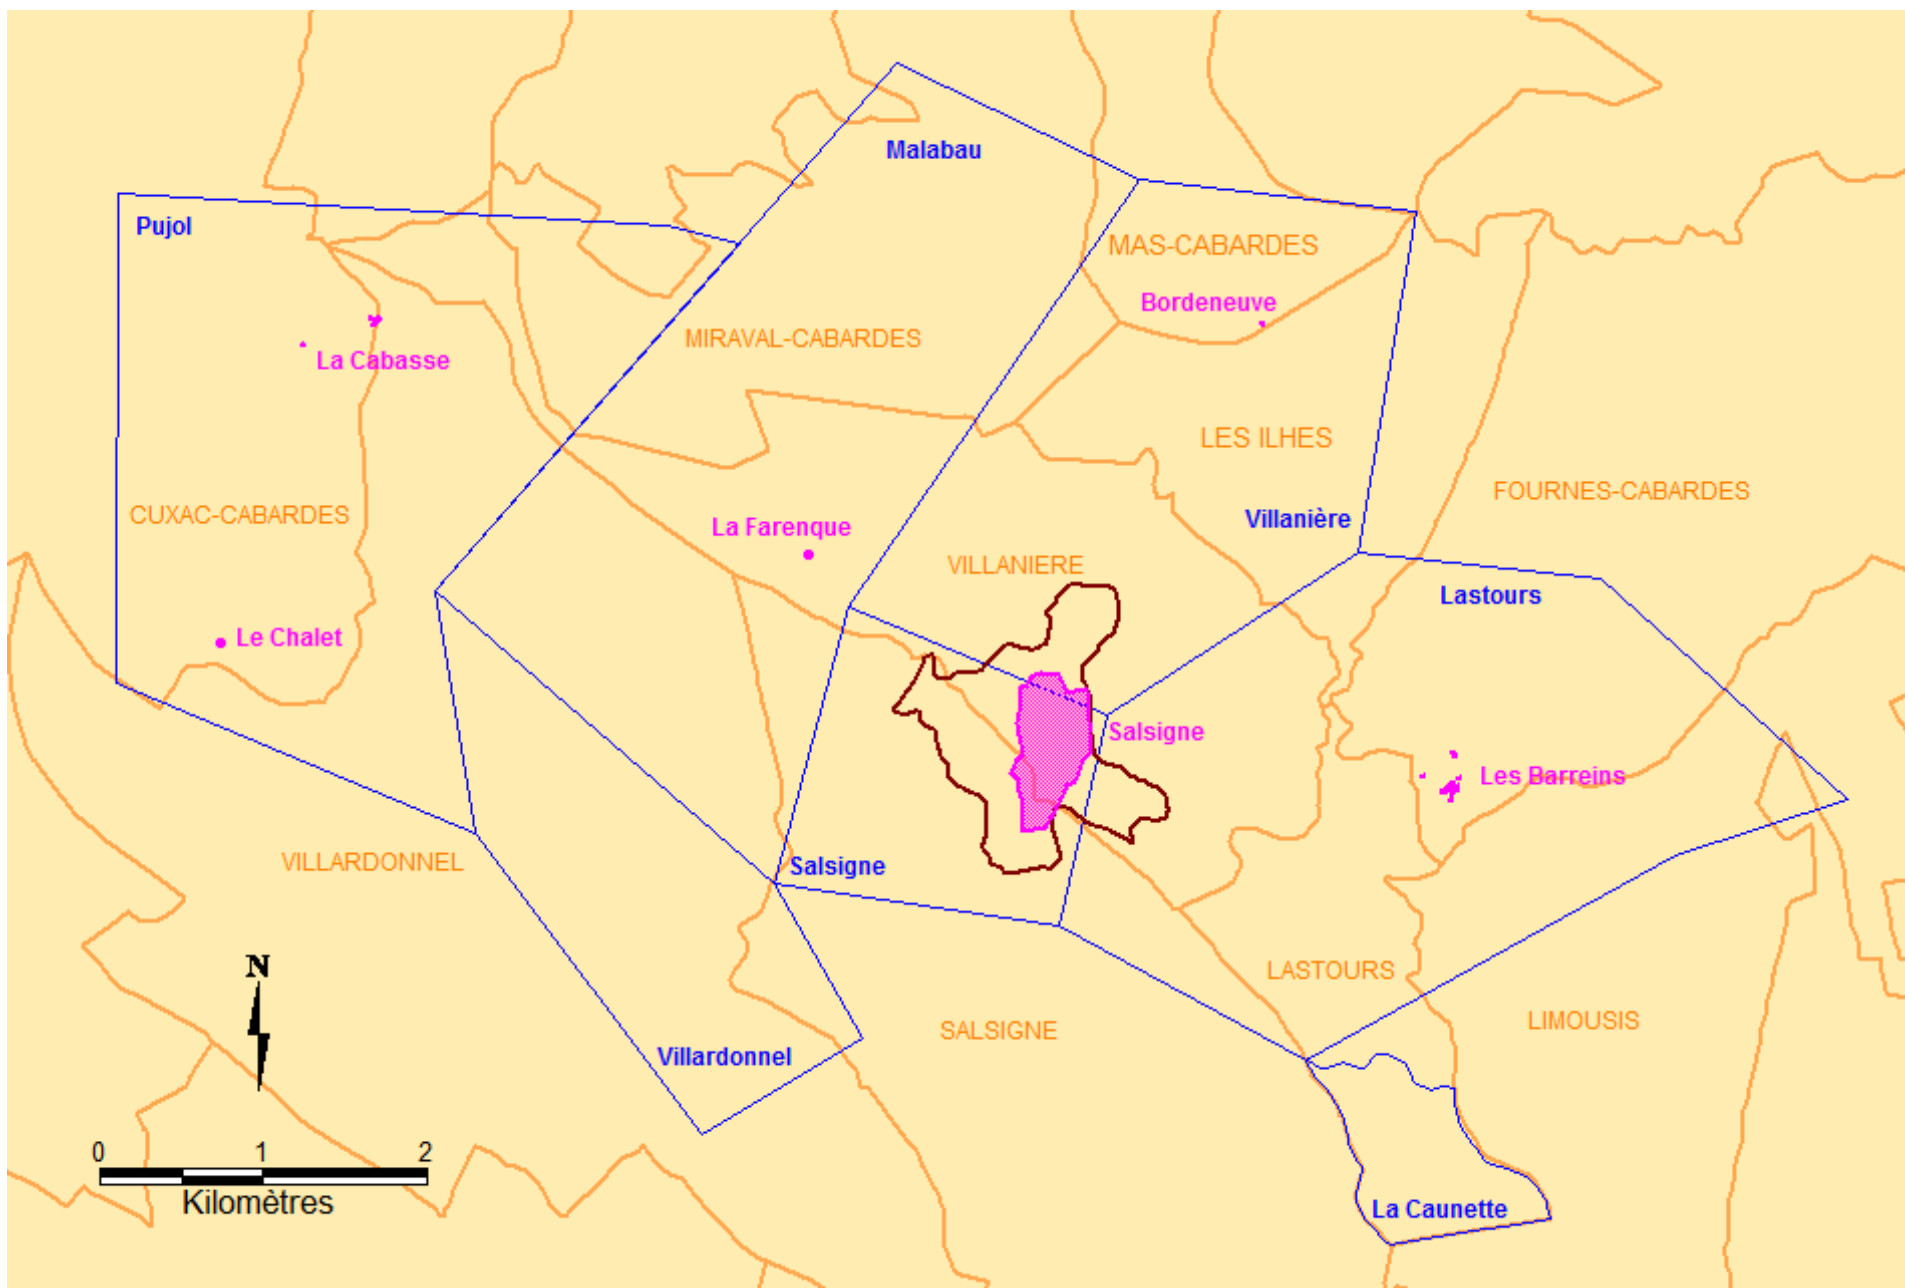 Malabau
Pujol
MAS-CABARDES
Bordeneuve
MIRAVAL-CABARDES
La Cabasse
LES ILHES
FOURNES-CABARDES
CUXAC-CABARDES
La Farenque
Villanière
VILLANIERE
Lastours
Le Chalet
Salsigne
Les Barreins
VILLARDONNEL
Salsigne
N
LASTOURS
LIMOUSIS
SALSIGNE
Villardonnel
0 1 2
Kilomètres
La Caunette